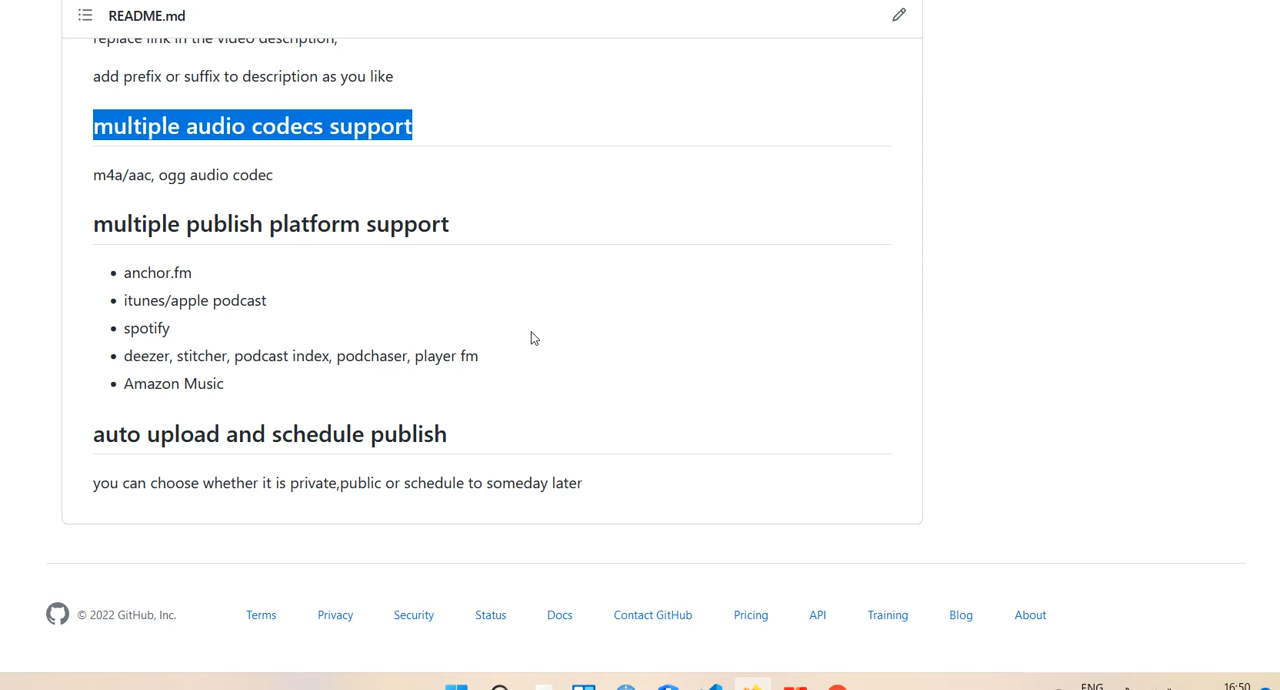 README.md
replace link in the video description,
add prefix or suffix to description as you like
multiple audio codecs support
m4a/aac, ogg audio codec
multiple publish platform support
anchor.fm
itunes/apple podcast
spotify
deezer, stitcher, podcast index, podchaser, player fm
Amazon Music
auto upload and schedule publish
you can choose whether it is private,public or schedule to someday later
© 2022 GitHub, Inc. Terms Privacy Security Status Docs Contact GitHub Pricing API Training Blog About
ENG 16:50